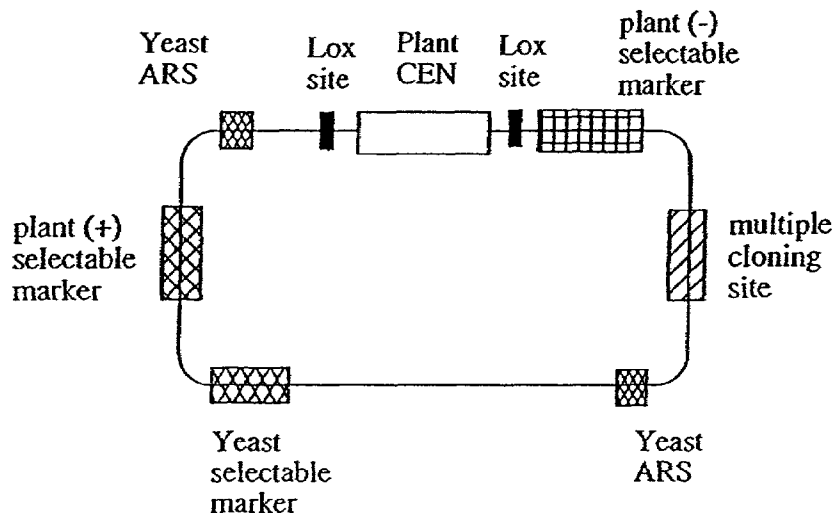 Yeast
ARS
Lox
site
Plant
CEN
Lox
site
plant (-)
selectable
marker
plant (+)
selectable
marker
multiple
cloning
site
Yeast
selectable
marker
Yeast
ARS